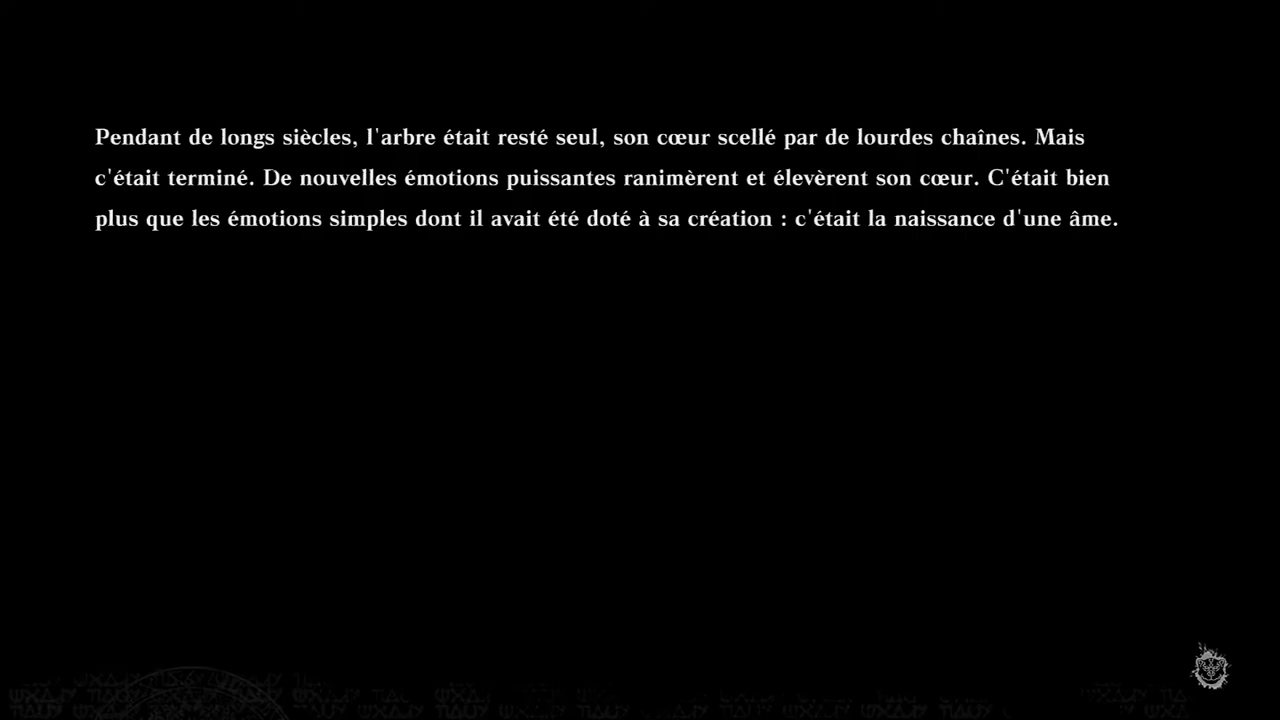 Pendant de longs siècles, l'arbre était resté seul, son cœur scellé par de lourdes chaînes. Mais
c'était terminé. De nouvelles émotions puissantes ranimèrent et élevèrent son cœur. C'était bien
plus que les émotions simples dont il avait été doté à sa création : c'était la naissance d'une âme.